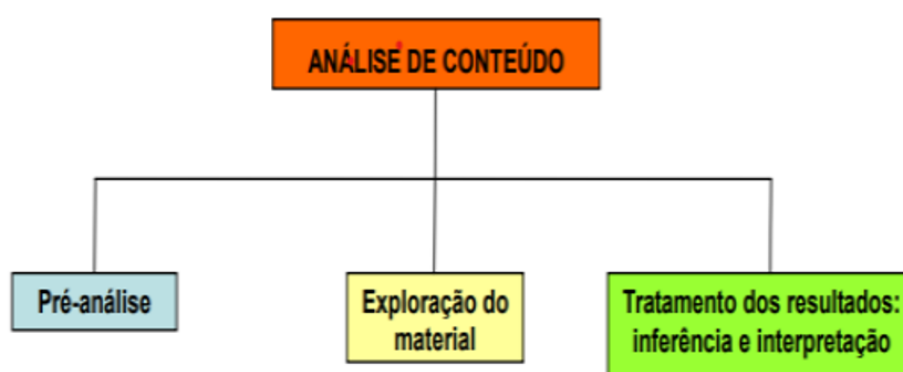 ANÁLISE DE CONTEÚDO
Pré-análise
Exploração do
material
Tratamento dos resultados:
inferência e interpretação